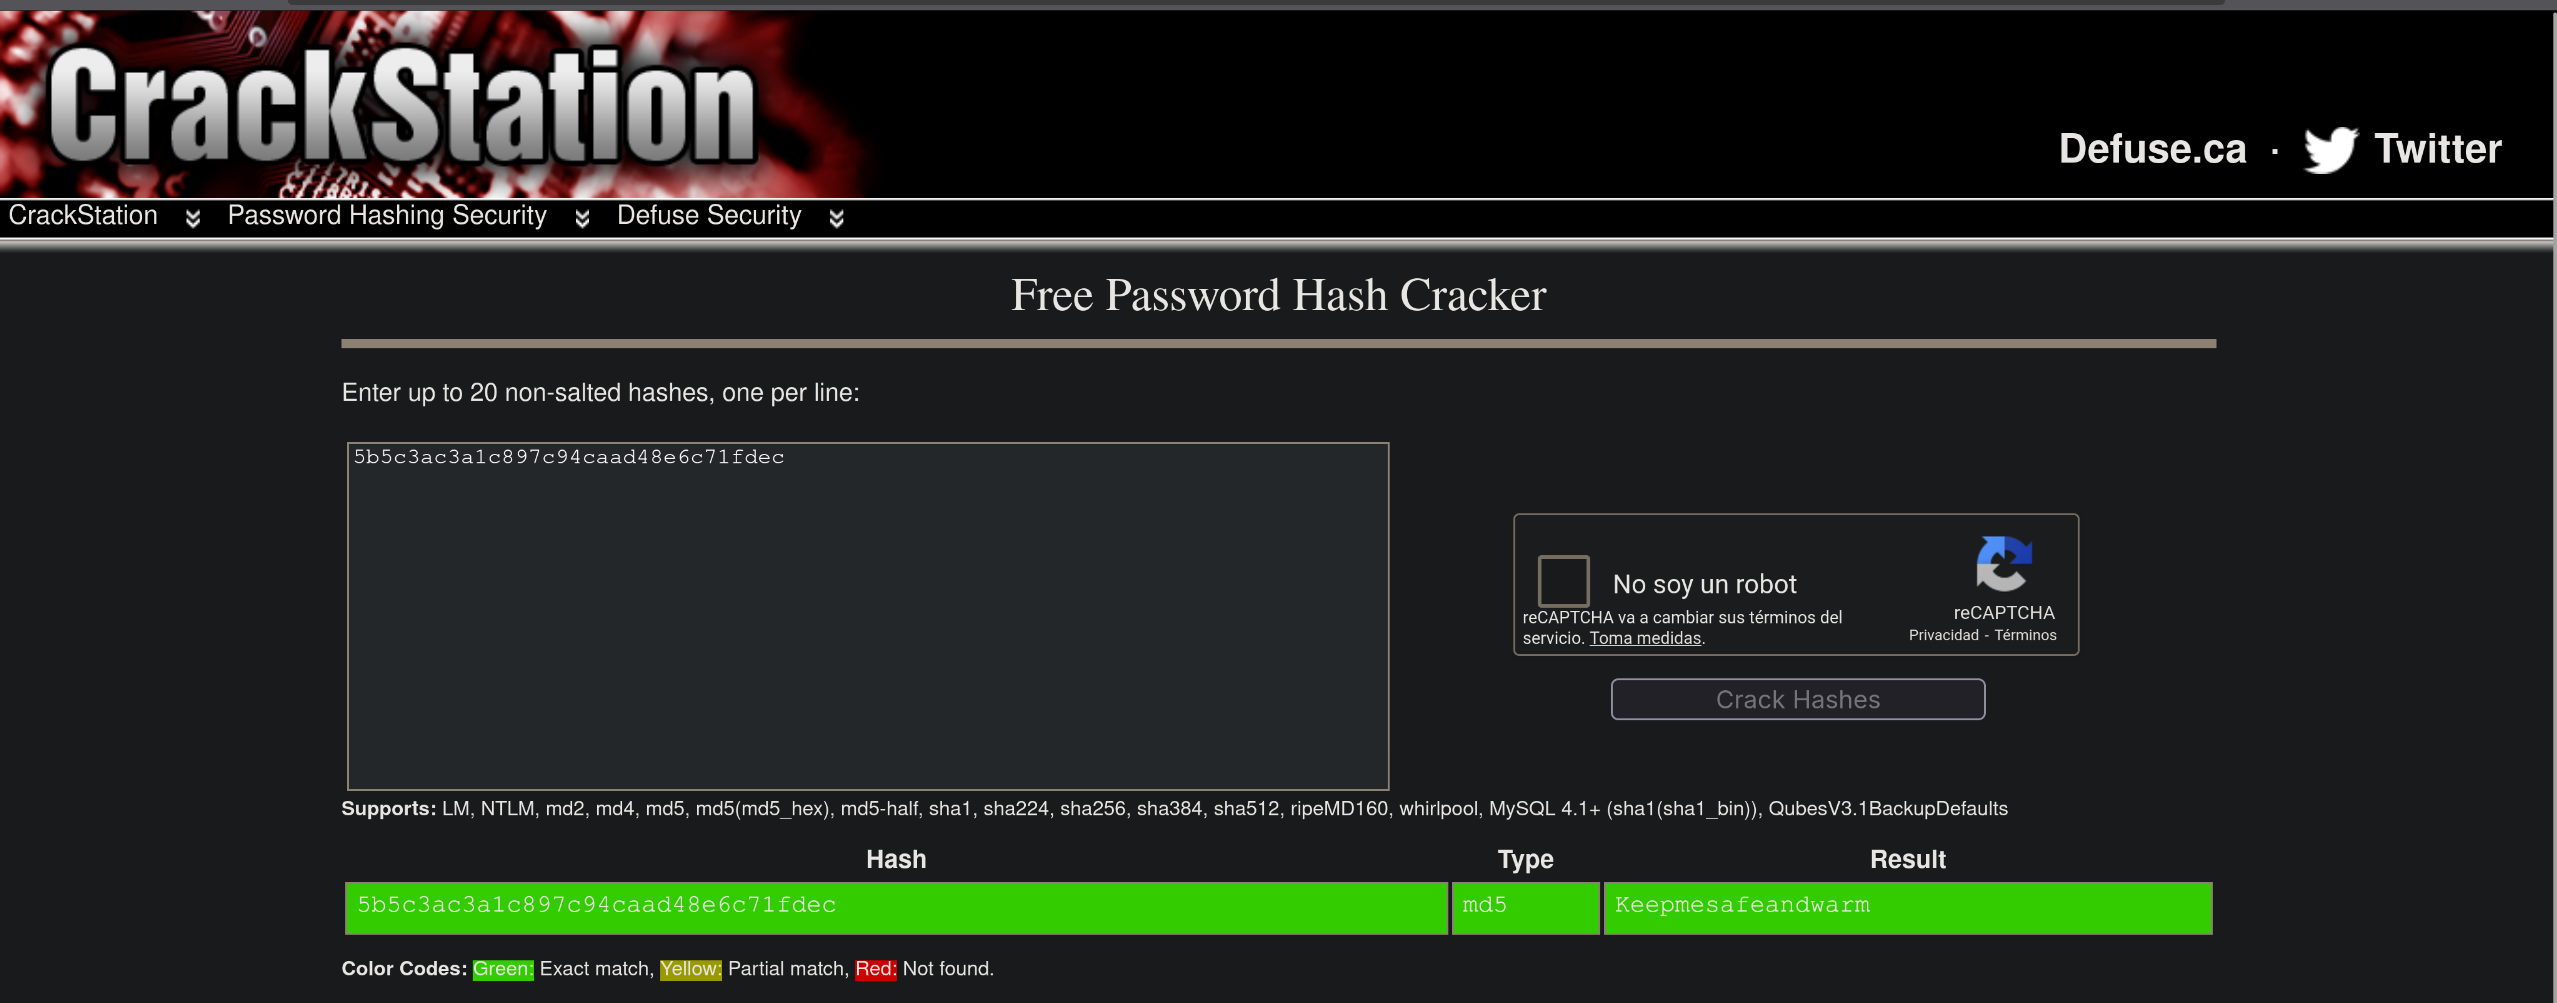 CrackStation
Defuse.ca · Twitter
CrackStation Password Hashing Security Defuse Security
Free Password Hash Cracker
Enter up to 20 non-salted hashes, one per line:
5b5c3ac3a1c897c94caad48e6c71fdec
No soy un robot
reCAPTCHA va a cambiar sus términos del
servicio. Toma medidas.
reCAPTCHA
Privacidad - Términos
Crack Hashes
Supports: LM, NTLM, md2, md4, md5, md5(md5_hex), md5-half, sha1, sha224, sha256, sha384, sha512, ripeMD160, whirlpool, MySQL 4.1+ (sha1(sha1_bin)), QubesV3.1BackupDefaults
Hash Type Result
5b5c3ac3a1c897c94caad48e6c71fdec md5 Keepmesafeandwarm
Color Codes: Green: Exact match, Yellow: Partial match, Red: Not found.